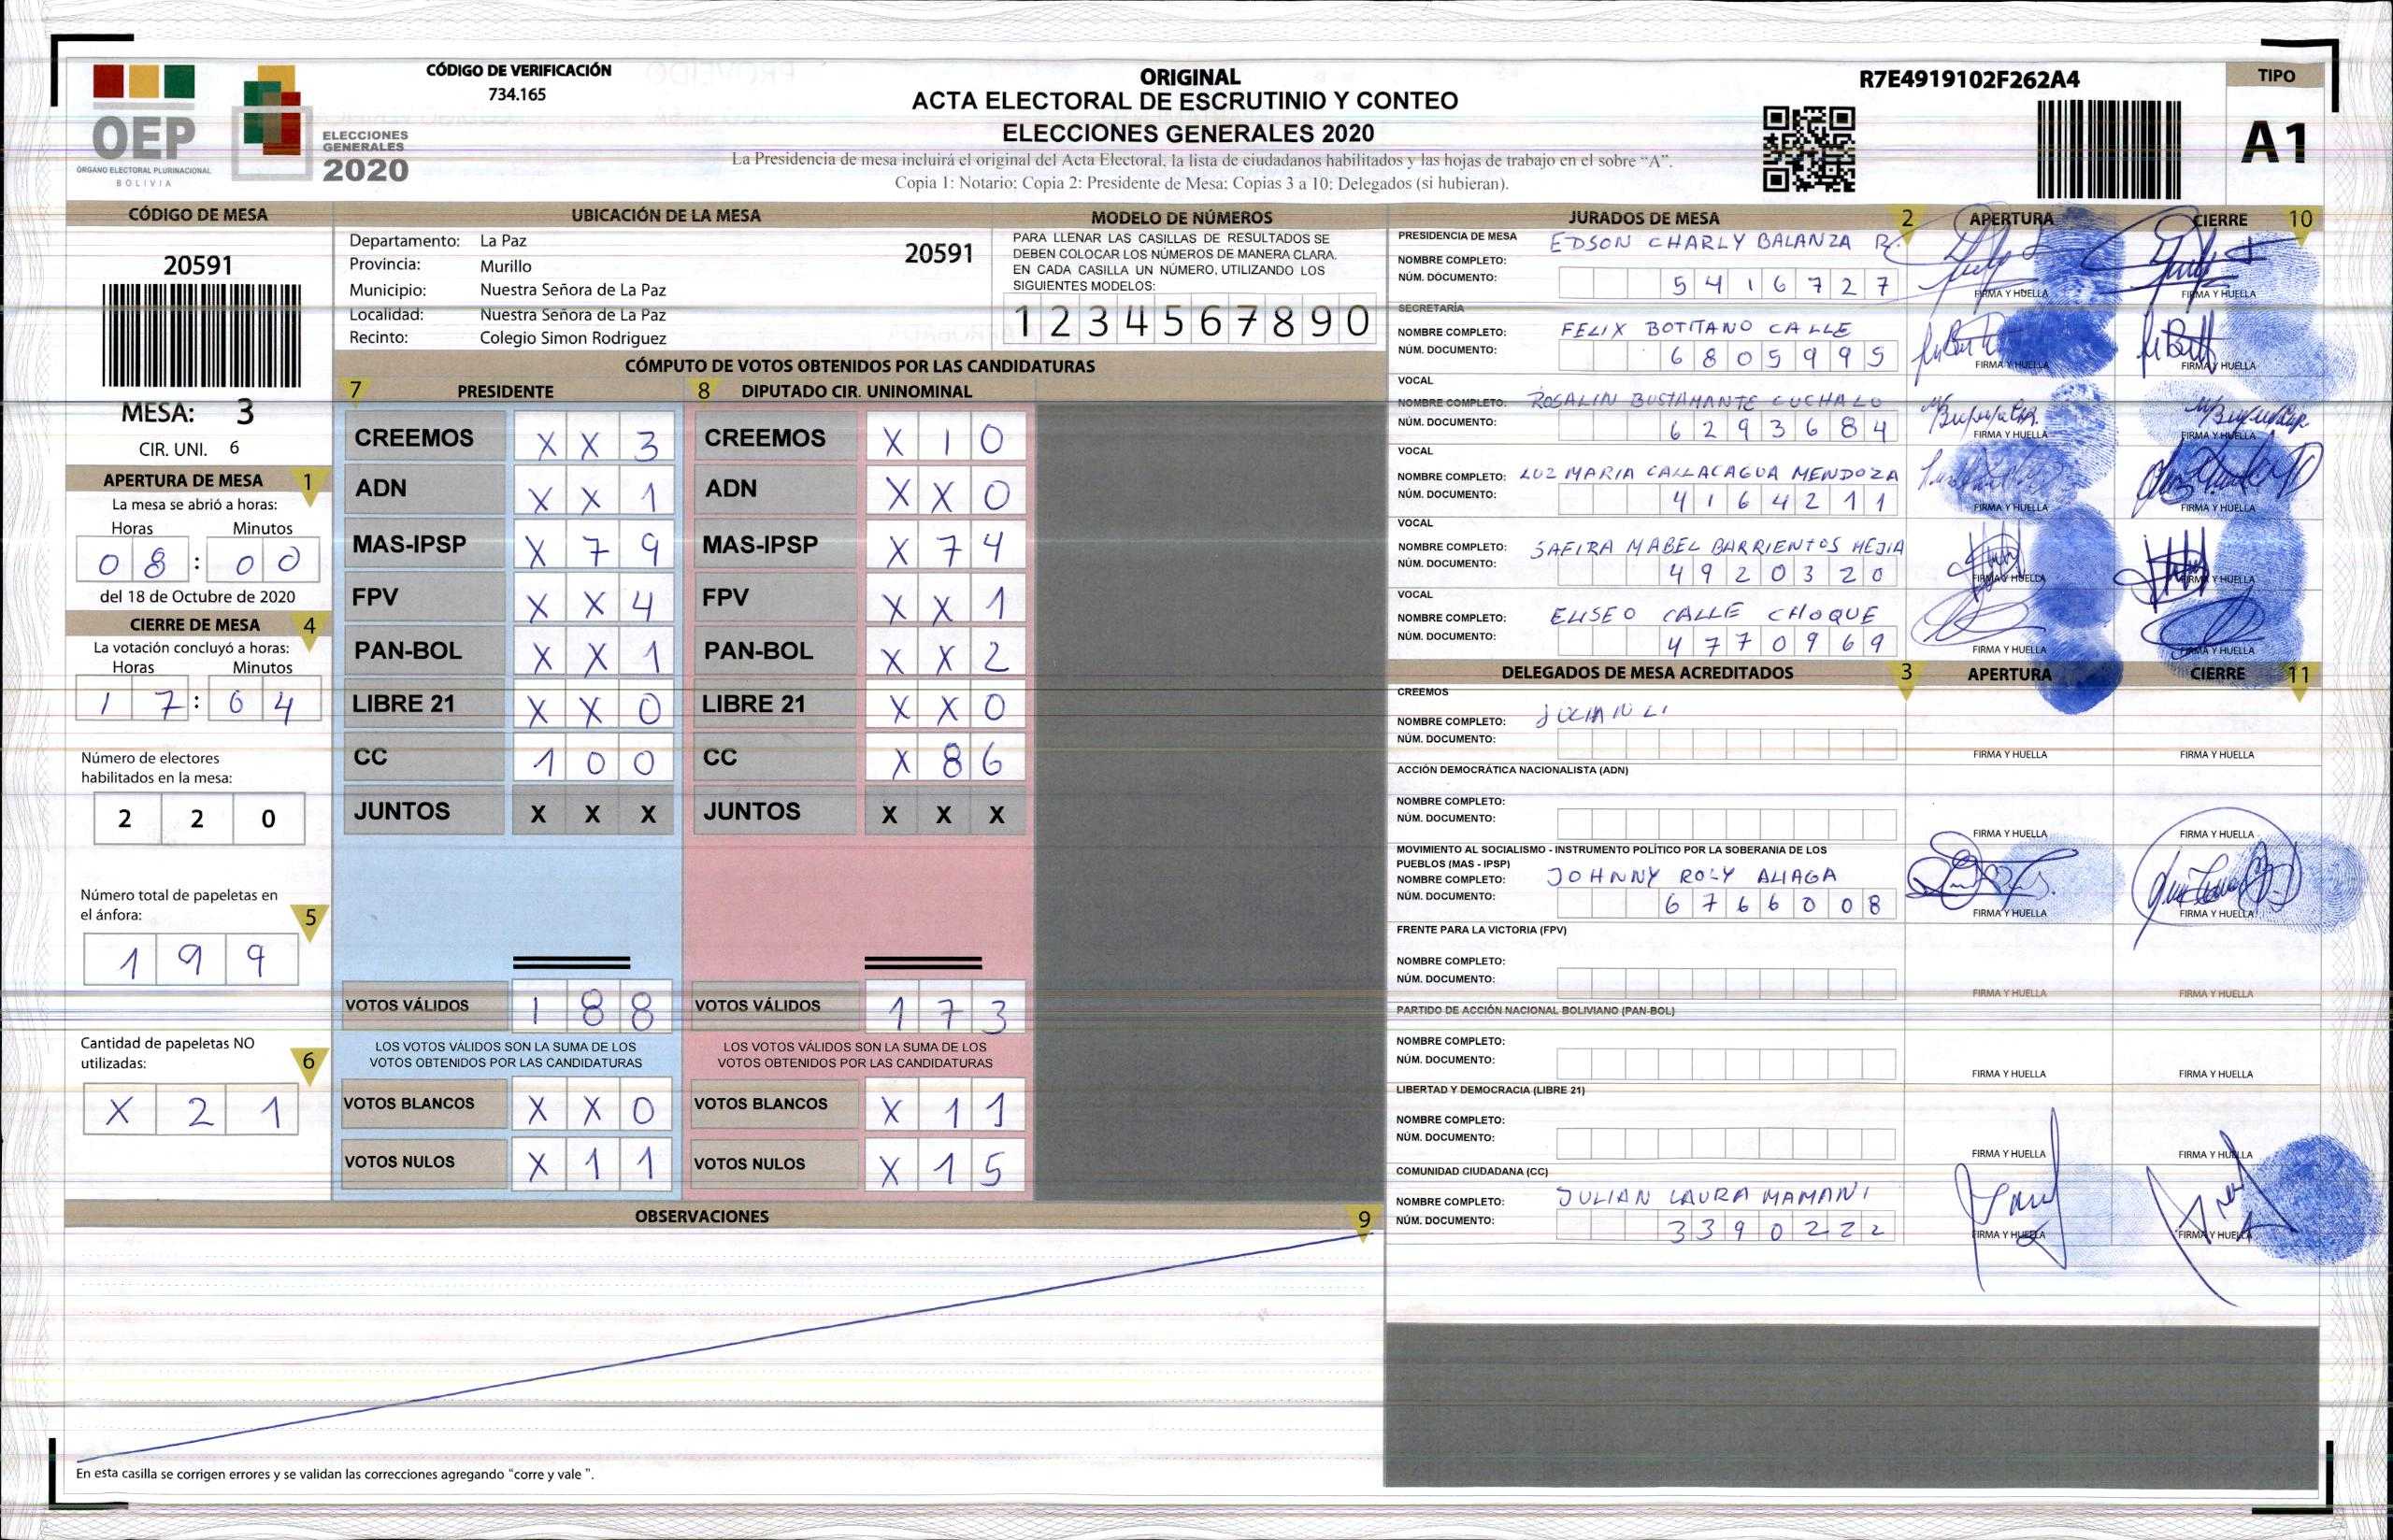 CÓDIGO DE VERIFICACIÓN
734.165
OEP
ÓRGANO ELECTORAL PLURINACIONAL
BOLIVIA
ELECCIONES
GENERALES
2020
ORIGINAL
ACTA ELECTORAL DE ESCRUTINIO Y CONTEO
ELECCIONES GENERALES 2020
La Presidencia de mesa incluirá el original del Acta Electoral, la lista de ciudadanos habilitados y las hojas de trabajo en el sobre "A".
Copia 1: Notario; Copia 2: Presidente de Mesa; Copias 3 a 10: Delegados (si hubieran).
R7E4919102F262A4
TIPO
A1
CÓDIGO DE MESA
20591
MESA: 3
CIR. UNI. 6
APERTURA DE MESA 1
La mesa se abrió a horas:
Horas Minutos
0 8 : 0 0
del 18 de Octubre de 2020
CIERRE DE MESA 4
La votación concluyó a horas:
Horas Minutos
1 7 : 0 4
Número de electores
habilitados en la mesa:
2 2 0
Número total de papeletas en
el ánfora: 5
1 9 9
Cantidad de papeletas NO
utilizadas: 6
X 2 1
UBICACIÓN DE LA MESA
Departamento: La Paz 20591
Provincia: Murillo
Municipio: Nuestra Señora de La Paz
Localidad: Nuestra Señora de La Paz
Recinto: Colegio Simon Rodriguez
MODELO DE NÚMEROS
PARA LLENAR LAS CASILLAS DE RESULTADOS SE
DEBEN COLOCAR LOS NÚMEROS DE MANERA CLARA.
EN CADA CASILLA UN NÚMERO, UTILIZANDO LOS
SIGUIENTES MODELOS:
1 2 3 4 5 6 7 8 9 0
CÓMPUTO DE VOTOS OBTENIDOS POR LAS CANDIDATURAS
7 PRESIDENTE 8 DIPUTADO CIR. UNINOMINAL
CREEMOS X X 3 CREEMOS X 1 0
ADN X X 1 ADN X X 0
MAS-IPSP X 7 9 MAS-IPSP X 7 4
FPV X X 4 FPV X X 1
PAN-BOL X X 1 PAN-BOL X X 2
LIBRE 21 X X 0 LIBRE 21 X X 0
CC 1 0 0 CC X 8 6
JUNTOS X X X JUNTOS X X X
VOTOS VÁLIDOS 1 8 8 VOTOS VÁLIDOS 1 7 3
LOS VOTOS VÁLIDOS SON LA SUMA DE LOS LOS VOTOS VÁLIDOS SON LA SUMA DE LOS
VOTOS OBTENIDOS POR LAS CANDIDATURAS VOTOS OBTENIDOS POR LAS CANDIDATURAS
VOTOS BLANCOS X X 0 VOTOS BLANCOS X 1 1
VOTOS NULOS X 1 1 VOTOS NULOS X 1 5
OBSERVACIONES 9
En esta casilla se corrigen errores y se validan las correcciones agregando "corre y vale ".
JURADOS DE MESA 2 APERTURA CIERRE 10
PRESIDENCIA DE MESA EDSON CHARLY BALANZA R.
NOMBRE COMPLETO:
NÚM. DOCUMENTO: 5 4 1 6 7 2 7
FIRMA Y HUELLA FIRMA Y HUELLA
SECRETARÍA
NOMBRE COMPLETO: FELIX BOTITANO CALLE
NÚM. DOCUMENTO: 6 8 0 5 9 9 5
FIRMA Y HUELLA FIRMA Y HUELLA
VOCAL
NOMBRE COMPLETO: ROSALIN BUSTAMANTE CUCHALU
NÚM. DOCUMENTO: 6 2 9 3 6 8 4
FIRMA Y HUELLA FIRMA Y HUELLA
VOCAL
NOMBRE COMPLETO: LUZ MARIA CALLACAGUA MENDOZA
NÚM. DOCUMENTO: 4 1 6 4 2 1 1
FIRMA Y HUELLA FIRMA Y HUELLA
VOCAL
NOMBRE COMPLETO: SAFIRA MABEL BARRIENTOS MEJIA
NÚM. DOCUMENTO: 4 9 2 0 3 2 0
FIRMA Y HUELLA FIRMA Y HUELLA
VOCAL
NOMBRE COMPLETO: ELISEO CALLE CHOQUE
NÚM. DOCUMENTO: 4 7 7 0 9 6 9
FIRMA Y HUELLA FIRMA Y HUELLA
DELEGADOS DE MESA ACREDITADOS 3 APERTURA CIERRE 11
CREEMOS
NOMBRE COMPLETO: JULIAN LI
NÚM. DOCUMENTO:
FIRMA Y HUELLA FIRMA Y HUELLA
ACCIÓN DEMOCRÁTICA NACIONALISTA (ADN)
NOMBRE COMPLETO:
NÚM. DOCUMENTO:
FIRMA Y HUELLA FIRMA Y HUELLA
MOVIMIENTO AL SOCIALISMO - INSTRUMENTO POLÍTICO POR LA SOBERANIA DE LOS
PUEBLOS (MAS - IPSP)
NOMBRE COMPLETO: JOHNNY ROLY ALIAGA
NÚM. DOCUMENTO: 6 7 6 6 0 0 8
FIRMA Y HUELLA FIRMA Y HUELLA
FRENTE PARA LA VICTORIA (FPV)
NOMBRE COMPLETO:
NÚM. DOCUMENTO:
FIRMA Y HUELLA FIRMA Y HUELLA
PARTIDO DE ACCIÓN NACIONAL BOLIVIANO (PAN-BOL)
NOMBRE COMPLETO:
NÚM. DOCUMENTO:
FIRMA Y HUELLA FIRMA Y HUELLA
LIBERTAD Y DEMOCRACIA (LIBRE 21)
NOMBRE COMPLETO:
NÚM. DOCUMENTO:
FIRMA Y HUELLA FIRMA Y HUELLA
COMUNIDAD CIUDADANA (CC)
NOMBRE COMPLETO: JULIAN LAURA MAMANI
NÚM. DOCUMENTO: 3 3 9 0 2 2 2
FIRMA Y HUELLA FIRMA Y HUELLA